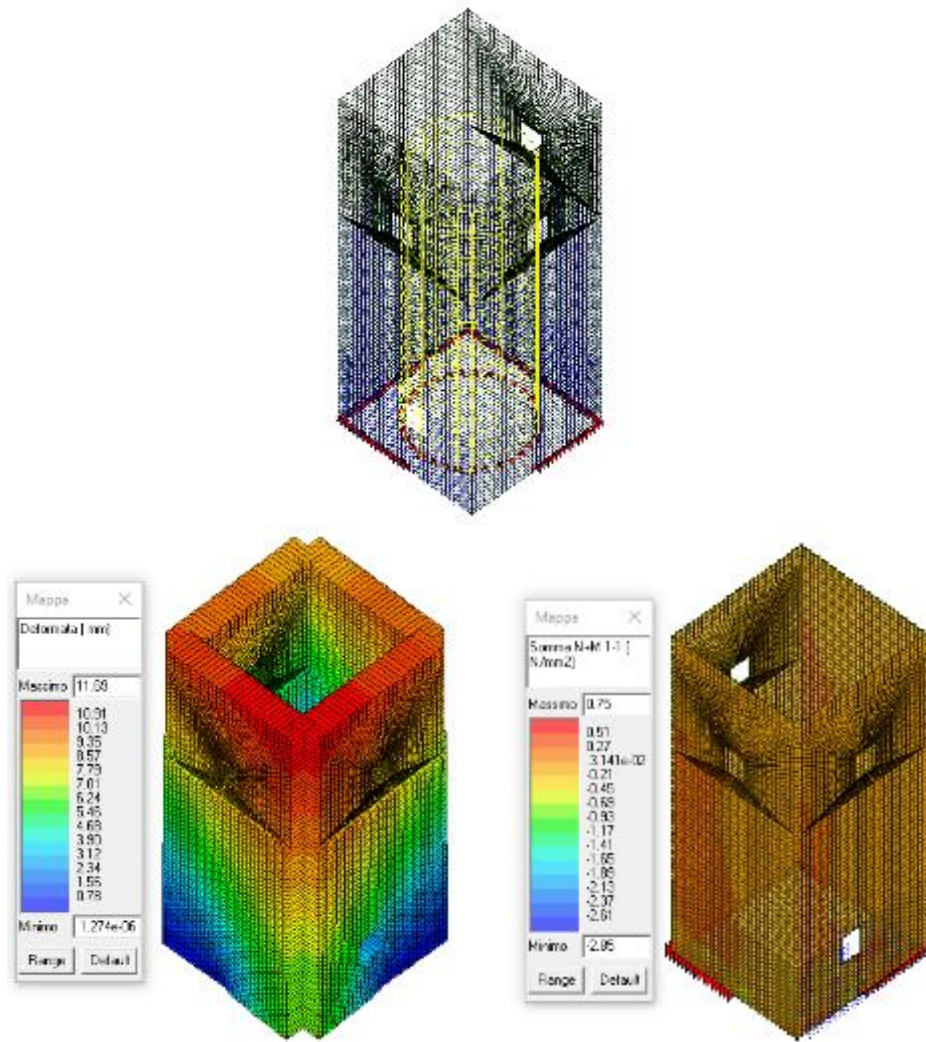 Mappa
Deformata [ mm]
Massimo 11.69
10.91
10.13
9.35
8.57
7.79
7.01
6.24
5.46
4.68
3.90
3.12
2.34
1.56
0.78
Minimo 1.274e-06
Range Default
Mappa
Somma N+M 1-1 [
N/mm2]
Massimo 0.75
0.51
0.27
3.141e-02
-0.21
-0.45
-0.69
-0.93
-1.17
-1.41
-1.65
-1.89
-2.13
-2.37
-2.61
Minimo -2.85
Range Default